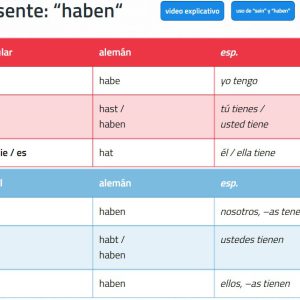 sente: “haben”
video explicativo
uso de "sein" y "haben"
ular alemán esp.
habe yo tengo
hast / tú tienes /
haben usted tiene
ie / es hat él / ella tiene
l alemán esp.
haben nosotros, –as tene
habt / ustedes tienen
haben
haben ellos, –as tienen